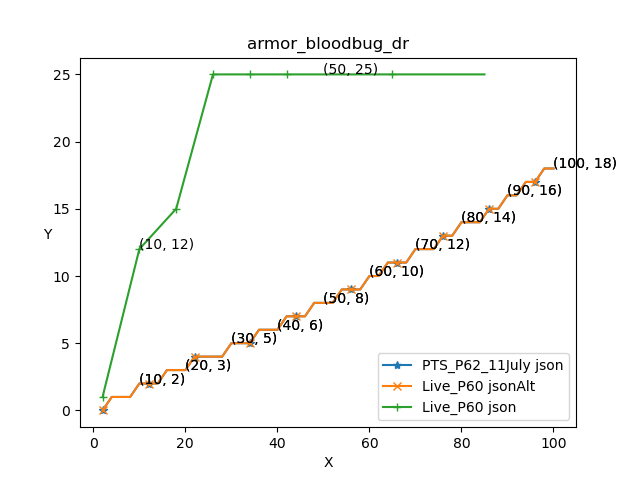 armor_bloodbug_dr
25
(50, 25)
20
(100, 18)
(90, 16)
15
(80, 14)
Y
(10, 12)
(70, 12)
10
(60, 10)
(50, 8)
(40, 6)
5
(30, 5)
(20, 3)
(10, 2)
0
PTS_P62_11July json
Live_P60 jsonAlt
Live_P60 json
0 20 40 60 80 100
X